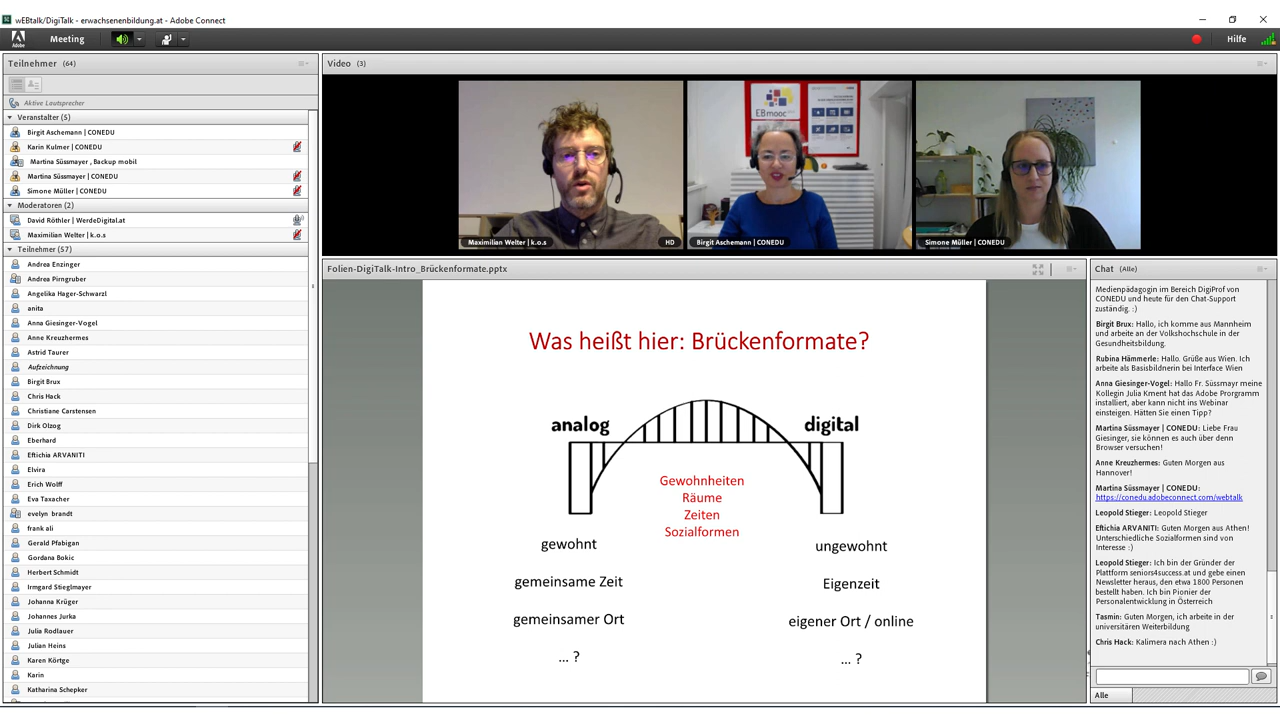 wEBtalk/DigiTalk - erwachsenenbildung.at - Adobe Connect
Adobe
Meeting
Hilfe
Teilnehmer (64)
Aktive Lautsprecher
Veranstalter (5)
Birgit Aschemann | CONEDU
Karin Kulmer | CONEDU
Martina Süssmayer , Backup mobil
Martina Süssmayer | CONEDU
Simone Müller | CONEDU
Moderatoren (2)
David Röthler | WerdeDigital.at
Maximilian Welter | k.o.s
Teilnehmer (57)
Andrea Enzinger
Andrea Pirngruber
Angelika Hager-Schwarzl
anita
Anna Giesinger-Vogel
Anne Kreuzhermes
Astrid Taurer
Aufzeichnung
Birgit Brux
Chris Hack
Christiane Carstensen
Dirk Olzog
Eberhard
Eftichia ARVANITI
Elvira
Erich Wolff
Eva Taxacher
evelyn brandt
frank ali
Gerald Pfabigan
Gordana Bokic
Herbert Schmidt
Irmgard Stieglmayer
Johanna Krüger
Johannes Jurka
Julia Rodlauer
Julian Heins
Karen Körtge
Karin
Katharina Schepker
Video (3)
EBmooc
Maximilian Welter | k.o.s
HD
Birgit Aschemann | CONEDU
Simone Müller | CONEDU
Folien-DigiTalk-Intro_Brückenformate.pptx
Was heißt hier: Brückenformate?
analog
digital
Gewohnheiten
Räume
Zeiten
Sozialformen
gewohnt
ungewohnt
gemeinsame Zeit
Eigenzeit
gemeinsamer Ort
eigener Ort / online
... ?
... ?
Chat (Alle)
Medienpädagogin im Bereich DigiProf von
CONEDU und heute für den Chat-Support
zuständig. :)
Birgit Brux: Hallo, ich komme aus Mannheim
und arbeite an der Volkshochschule in der
Gesundheitsbildung.
Rubina Hämmerle: Hallo. Grüße aus Wien. Ich
arbeite als Basisbildnerin bei Interface Wien
Anna Giesinger-Vogel: Hallo Fr. Süssmayr meine
Kollegin Julia Kment hat das Adobe Prorgramm
installiert, aber kann nicht ins Webinar
einsteigen. Hätten Sie einen Tipp?
Martina Süssmayer | CONEDU: Liebe Frau
Giesinger, sie können es auch über denn
Browser versuchen!
Anne Kreuzhermes: Guten Morgen aus
Hannover!
Martina Süssmayer | CONEDU:
https://conedu.adobeconnect.com/webtalk
Leopold Stieger: Leopold Stieger
Eftichia ARVANITI: Guten Morgen aus Athen!
Unterschiedliche Sozialformen sind von
Interesse :)
Leopold Stieger: Ich bin der Gründer der
Plattform seniors4success.at und gebe einen
Newsletter heraus, den etwa 1800 Personen
bestellt haben. Ich bin Pionier der
Personalentwicklung in Österreich
Tasmin: Guten Morgen, ich arbeite in der
universitären Weiterbildung
Chris Hack: Kalimera nach Athen :)
Alle